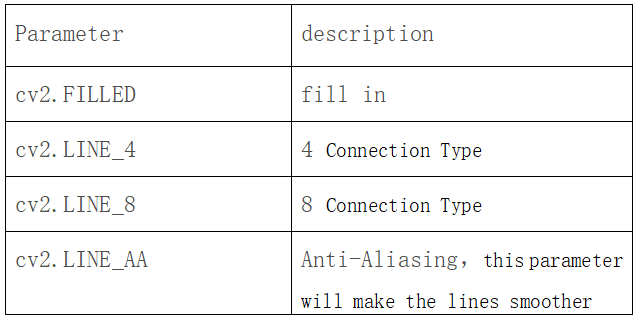 Parameter description
cv2.FILLED fill in
cv2.LINE_4 4 Connection Type
cv2.LINE_8 8 Connection Type
cv2.LINE_AA Anti-Aliasing, this parameter
will make the lines smoother